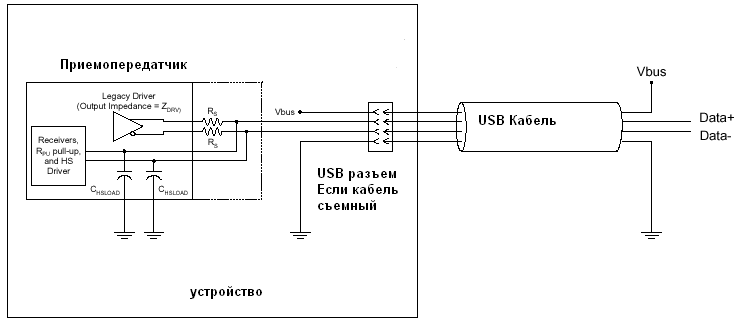 Приемопередатчик
Legacy Driver
(Output Impedance = ZDRV)
RS
RS
Receivers,
RPU pull-up,
and HS
Driver
CHSLOAD
CHSLOAD
Vbus
USB разъем
Если кабель
съемный
устройство
USB Кабель
Vbus
Data+
Data-